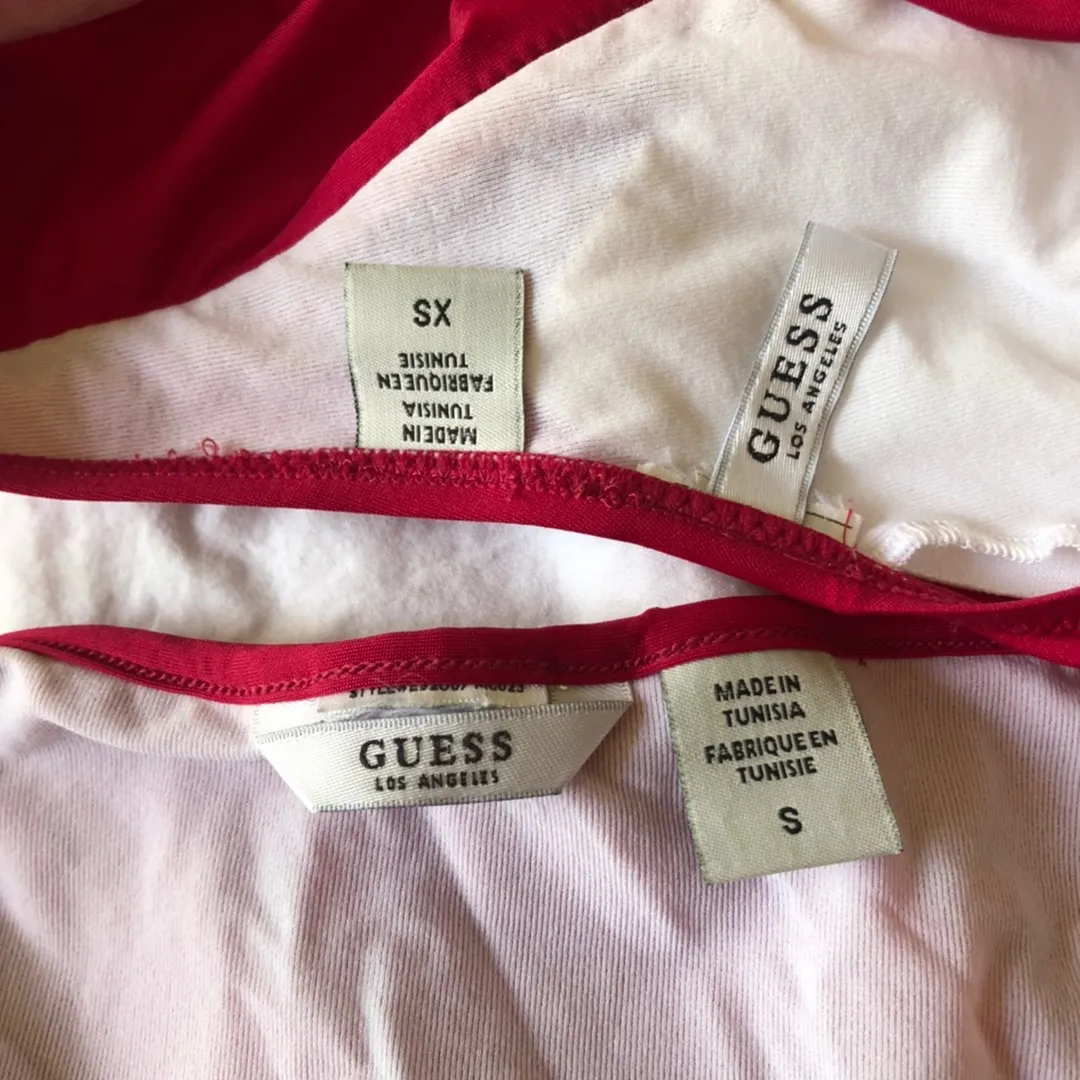 XS
FABRIQUE EN
TUNISIE
MADE IN
TUNISIA
GUESS
LOS ANGELES
GUESS
LOS ANGELES
MADE IN
TUNISIA
FABRIQUE EN
TUNISIE
S